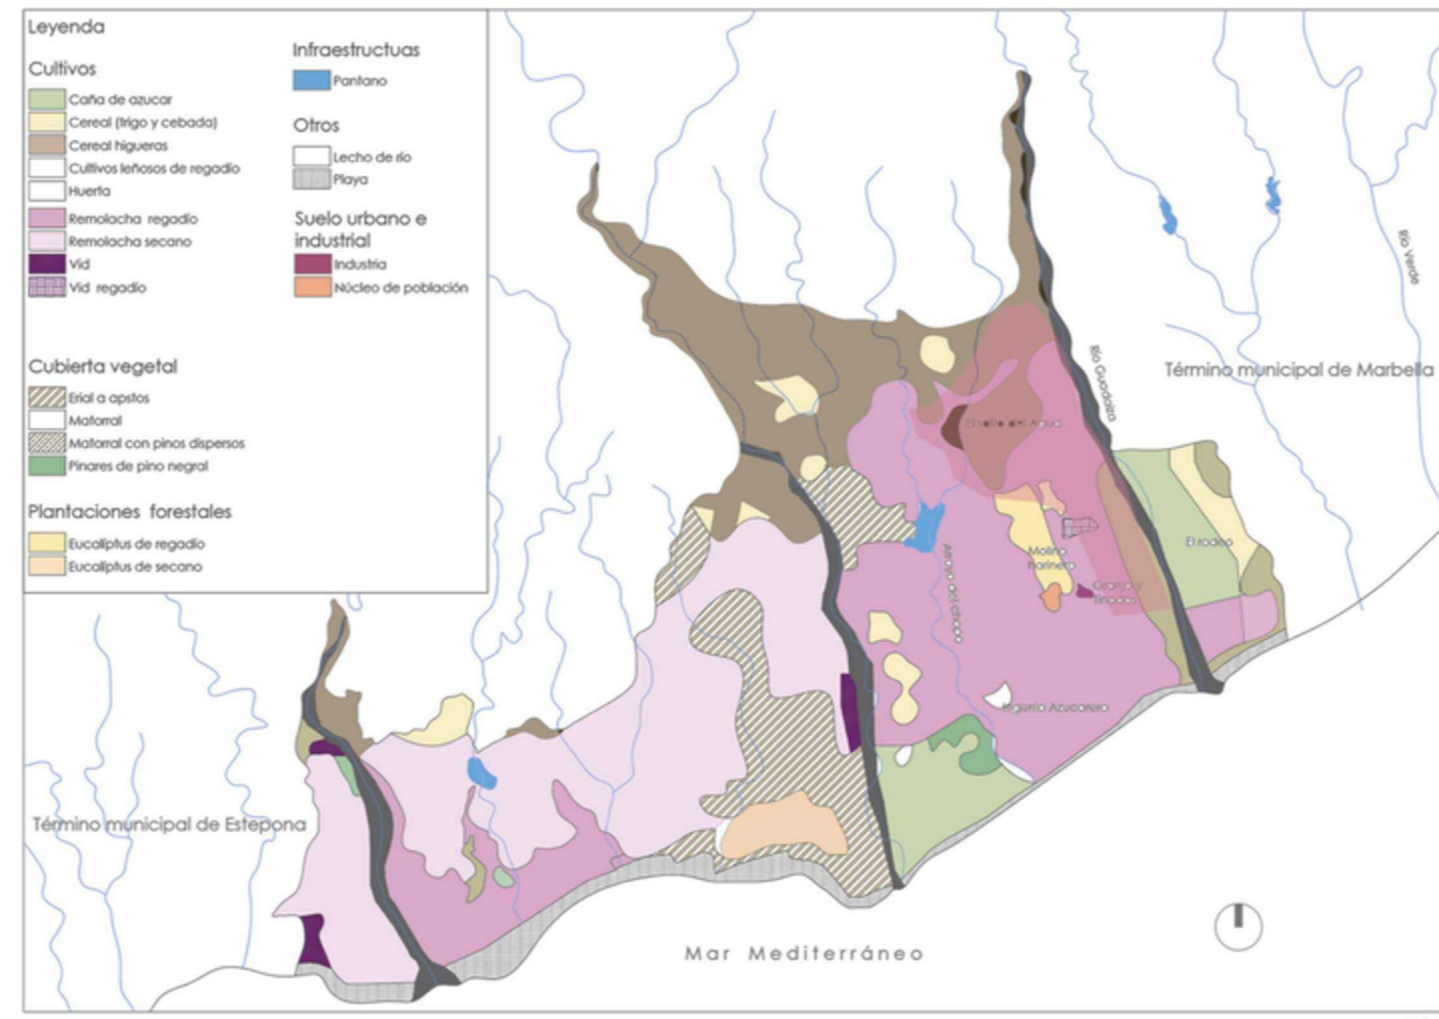 Leyenda
Cultivos
Caña de azucar
Cereal (trigo y cebada)
Cereal higueras
Cultivos leñosos de regadío
Huerta
Remolacha regadío
Remolacha secano
Vid
Vid regadío
Infraestructuas
Pantano
Otros
Lecho de río
Playa
Suelo urbano e
industrial
Industria
Núcleo de población
Cubierta vegetal
Erial a apstos
Matorral
Matorral con pinos dispersos
Pinares de pino negral
Plantaciones forestales
Eucaliptus de regadío
Eucaliptus de secano
Río Verde
Término municipal de Marbella
Río Guadaiza
El rodeo
Molino
harinero
Granja y
Ingenio Azucarero
Término municipal de Estepona
Mar Mediterráneo